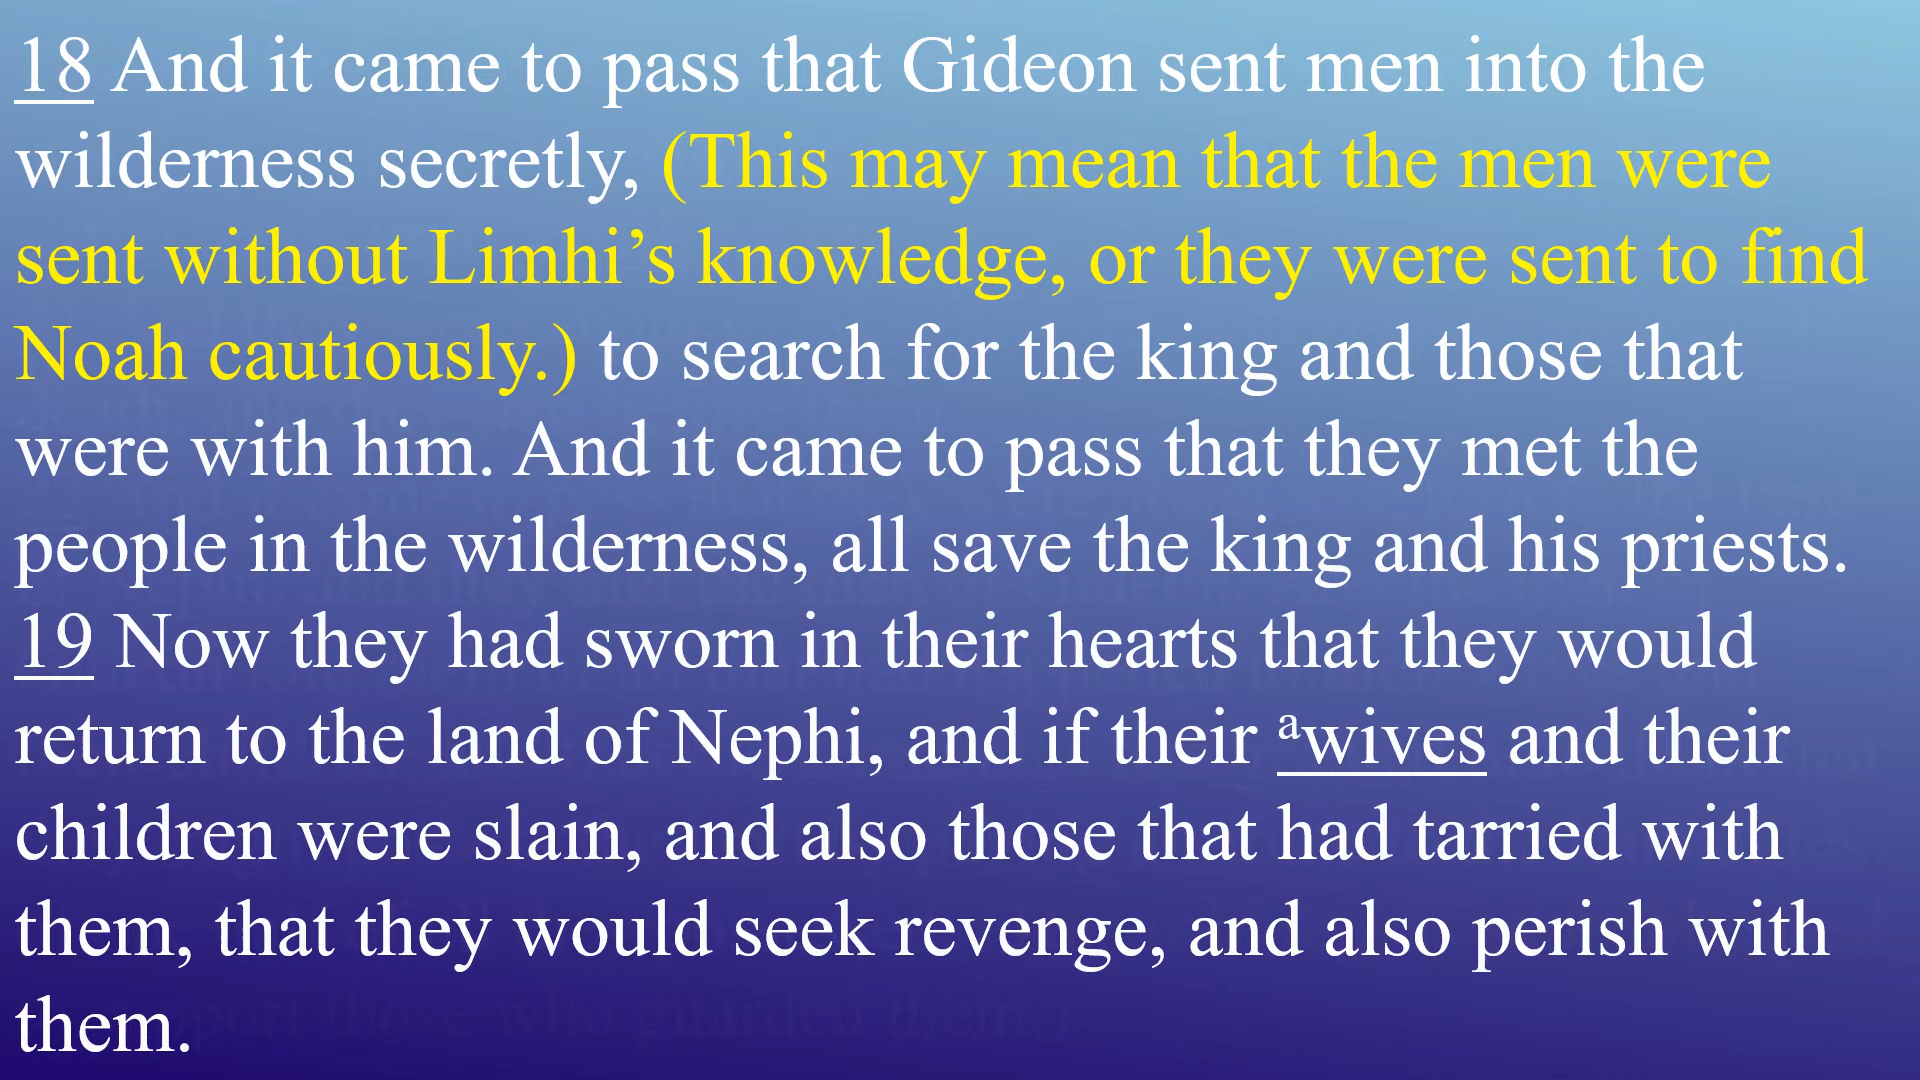 18 And it came to pass that Gideon sent men into the
wilderness secretly, (This may mean that the men were
sent without Limhi’s knowledge, or they were sent to find
Noah cautiously.) to search for the king and those that
were with him. And it came to pass that they met the
people in the wilderness, all save the king and his priests.
19 Now they had sworn in their hearts that they would
return to the land of Nephi, and if their ᵃwives and their
children were slain, and also those that had tarried with
them, that they would seek revenge, and also perish with
them.